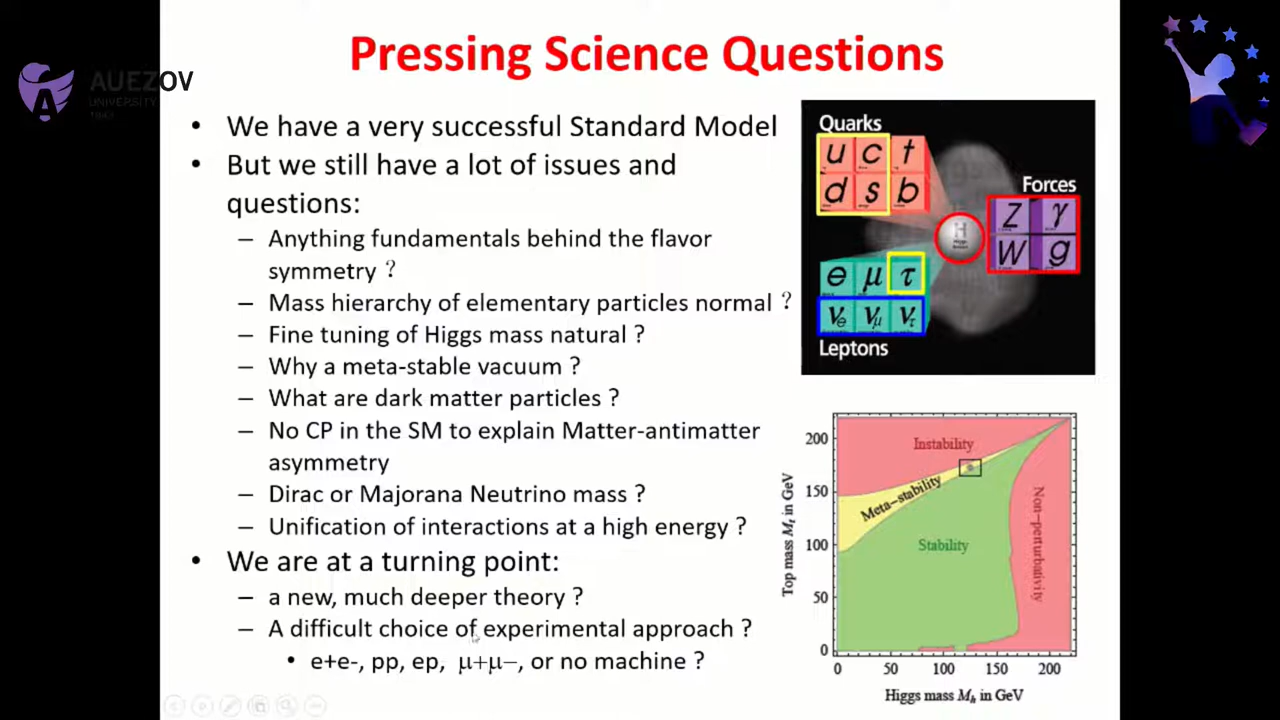 Pressing Science Questions
AUEZOV
UNIVERSITY
1943
• We have a very successful Standard Model
• But we still have a lot of issues and
questions:
– Anything fundamentals behind the flavor
symmetry ?
– Mass hierarchy of elementary particles normal ?
– Fine tuning of Higgs mass natural ?
– Why a meta-stable vacuum ?
– What are dark matter particles ?
– No CP in the SM to explain Matter-antimatter
asymmetry
– Dirac or Majorana Neutrino mass ?
– Unification of interactions at a high energy ?
• We are at a turning point:
– a new, much deeper theory ?
– A difficult choice of experimental approach ?
• e+e-, pp, ep, μ+μ−, or no machine ?
Quarks
u c t
d s b
Forces
Z γ
W g
H
e μ τ
νe νμ ντ
Leptons
Instability
Meta-stability
Stability
Non-perturbativity
Top mass Mt in GeV
200
150
100
50
0
0 50 100 150 200
Higgs mass Mh in GeV